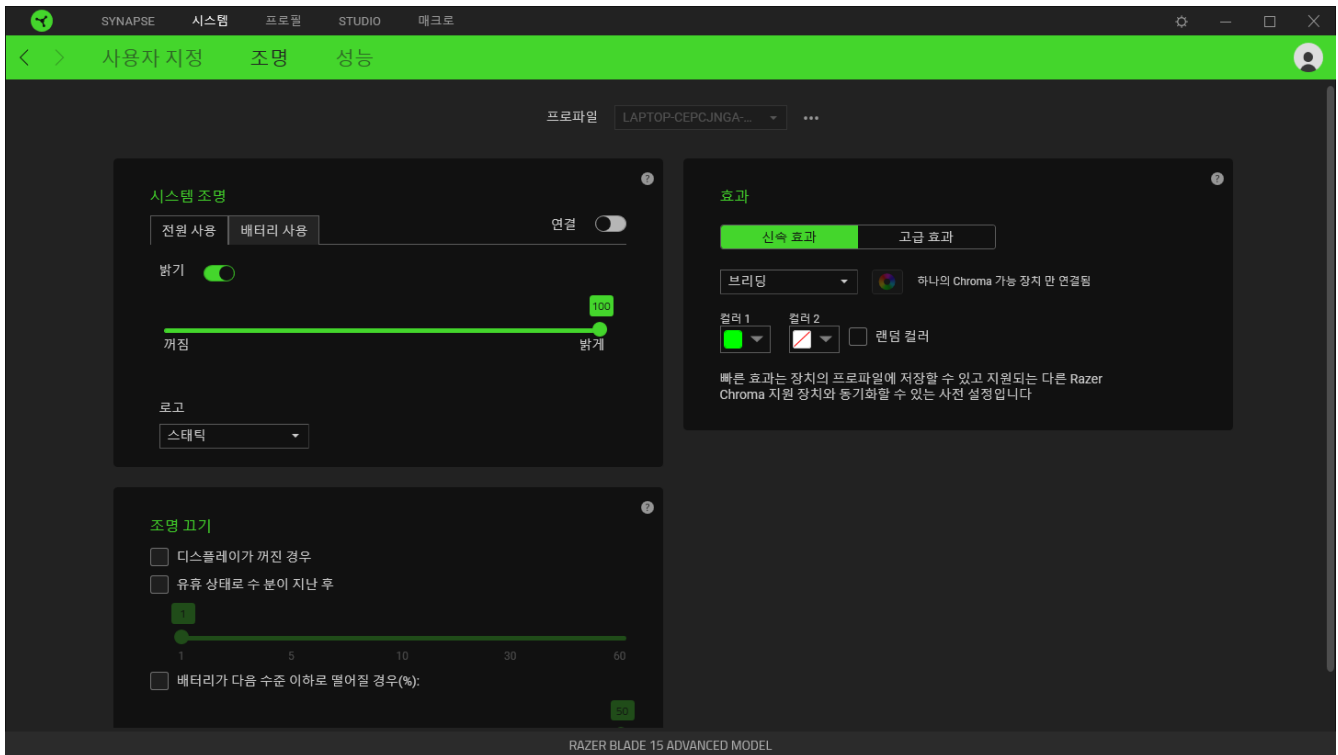 SYNAPSE 시스템 프로필 STUDIO 매크로
사용자 지정 조명 성능
프로파일 LAPTOP-CEPCJNGA-...
시스템 조명
전원 사용 배터리 사용 연결
밝기
100
꺼짐 밝게
로고
스태틱
효과
신속 효과 고급 효과
브리딩 하나의 Chroma 가능 장치 만 연결됨
컬러 1 컬러 2
랜덤 컬러
빠른 효과는 장치의 프로파일에 저장할 수 있고 지원되는 다른 Razer
Chroma 지원 장치와 동기화할 수 있는 사전 설정입니다
조명 끄기
디스플레이가 꺼진 경우
유휴 상태로 수 분이 지난 후
1
1 5 10 30 60
배터리가 다음 수준 이하로 떨어질 경우(%):
50
RAZER BLADE 15 ADVANCED MODEL